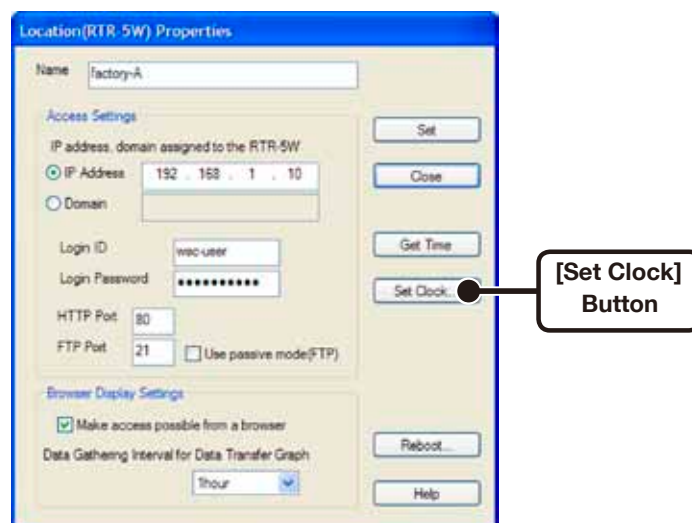 Location(RTR-5W) Properties
Name Factory-A
Access Settings
IP address, domain assigned to the RTR-5W
IP Address 192 . 168 . 1 . 10
Domain
Login ID wsc-user
Login Password ••••••••••
HTTP Port 80
FTP Port 21 Use passive mode(FTP)
Browser Display Settings
Make access possible from a browser
Data Gathering Interval for Data Transfer Graph
1hour
Set
Close
Get Time
Set Clock...
Reboot...
Help
[Set Clock]
Button